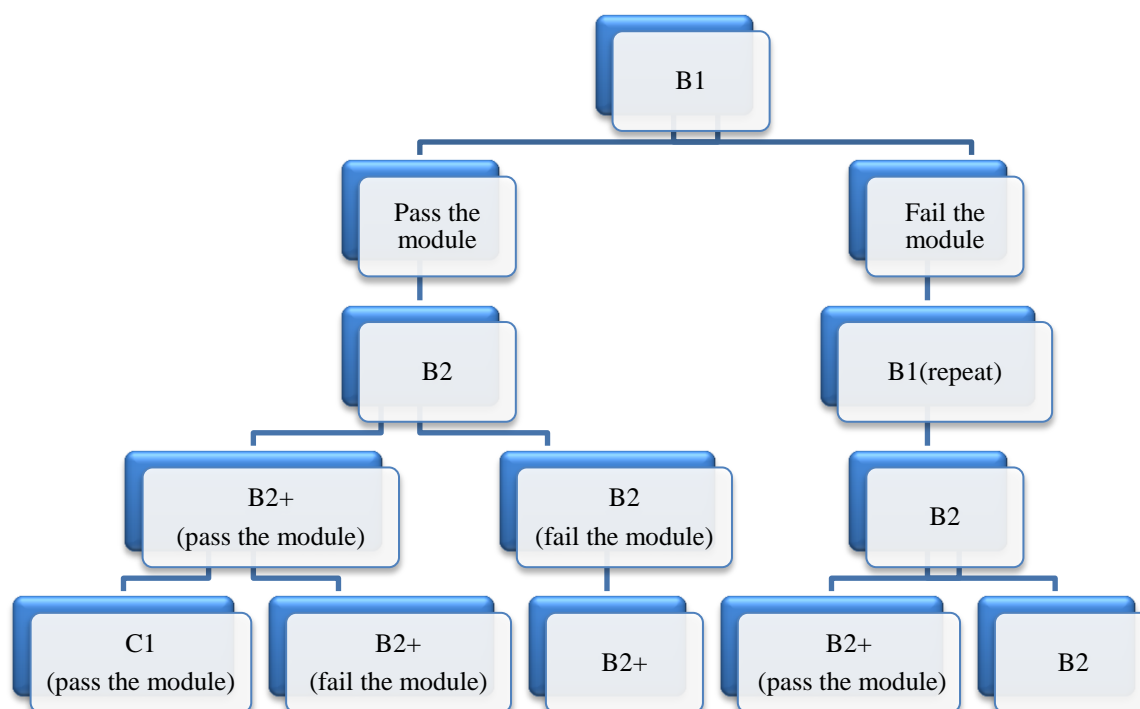 B1
Pass the
module
Fail the
module
B2
B1(repeat)
B2+
(pass the module)
B2
(fail the module)
B2
C1
(pass the module)
B2+
(fail the module)
B2+
B2+
(pass the module)
B2